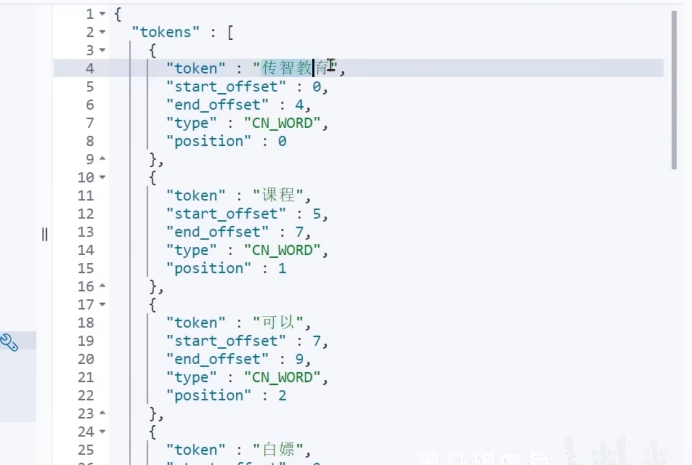 1 {
2 "tokens" : [
3 {
4 "token" : "传智教育",
5 "start_offset" : 0,
6 "end_offset" : 4,
7 "type" : "CN_WORD",
8 "position" : 0
9 },
10 {
11 "token" : "课程",
12 "start_offset" : 5,
13 "end_offset" : 7,
14 "type" : "CN_WORD",
15 "position" : 1
16 },
17 {
18 "token" : "可以",
19 "start_offset" : 7,
20 "end_offset" : 9,
21 "type" : "CN_WORD",
22 "position" : 2
23 },
24 {
25 "token" : "白嫖",